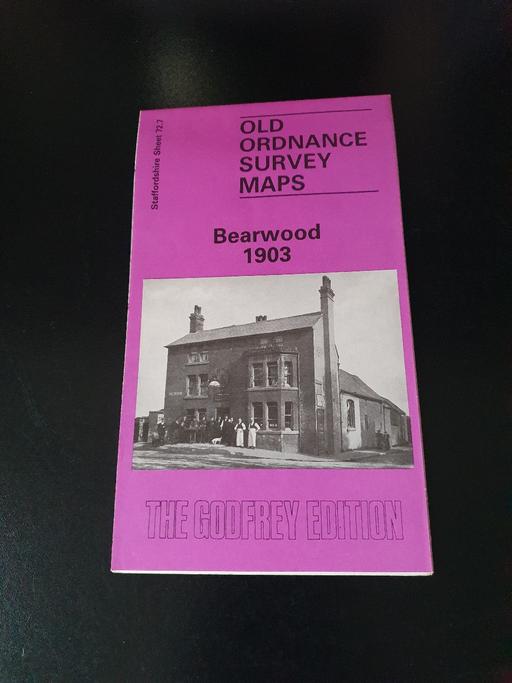 Staffordshire Sheet 72.7
OLD
ORDNANCE
SURVEY
MAPS
Bearwood
1903
THE GODFREY EDITION